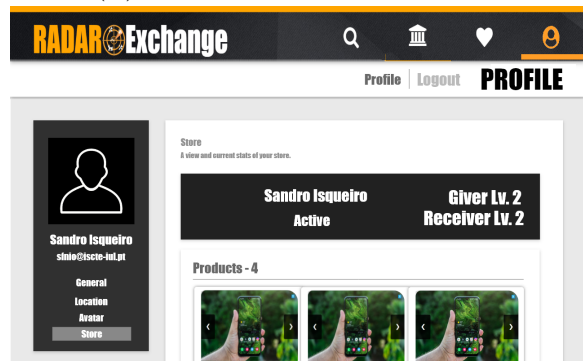 RADAR Exchange
Profile Logout PROFILE
Store
A view and current stats of your store.
Sandro Isqueiro
Active
Giver Lv. 2
Receiver Lv. 2
Sandro Isqueiro
sfnio@iscte-iul.pt
General
Location
Avatar
Store
Products - 4